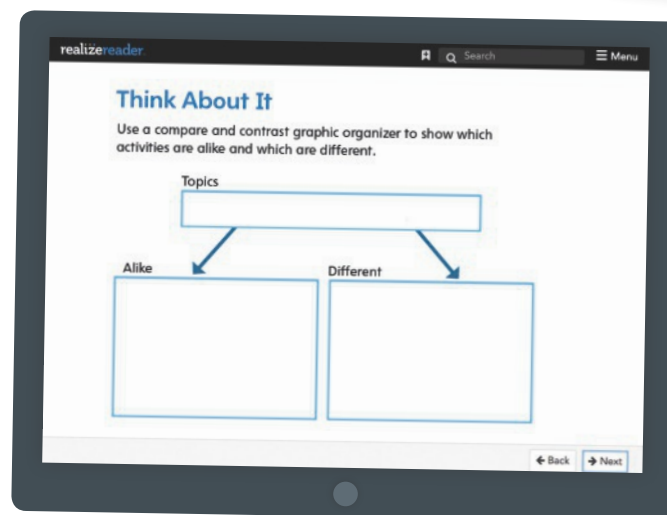 realizereader
Search
Menu
Think About It
Use a compare and contrast graphic organizer to show which
activities are alike and which are different.
Topics
Alike
Different
Back
Next